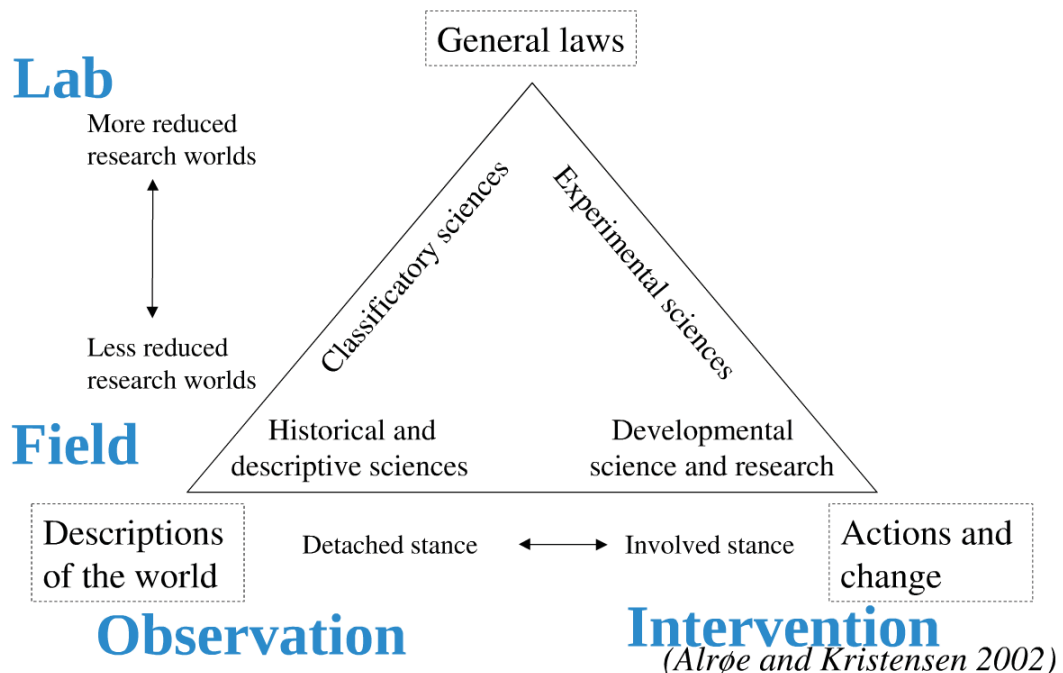 General laws
Lab
More reduced
research worlds
Classificatory sciences
Experimental sciences
Less reduced
research worlds
Field
Historical and
descriptive sciences
Developmental
science and research
Descriptions
of the world
Detached stance
Involved stance
Actions and
change
Observation
Intervention
(Alrøe and Kristensen 2002)